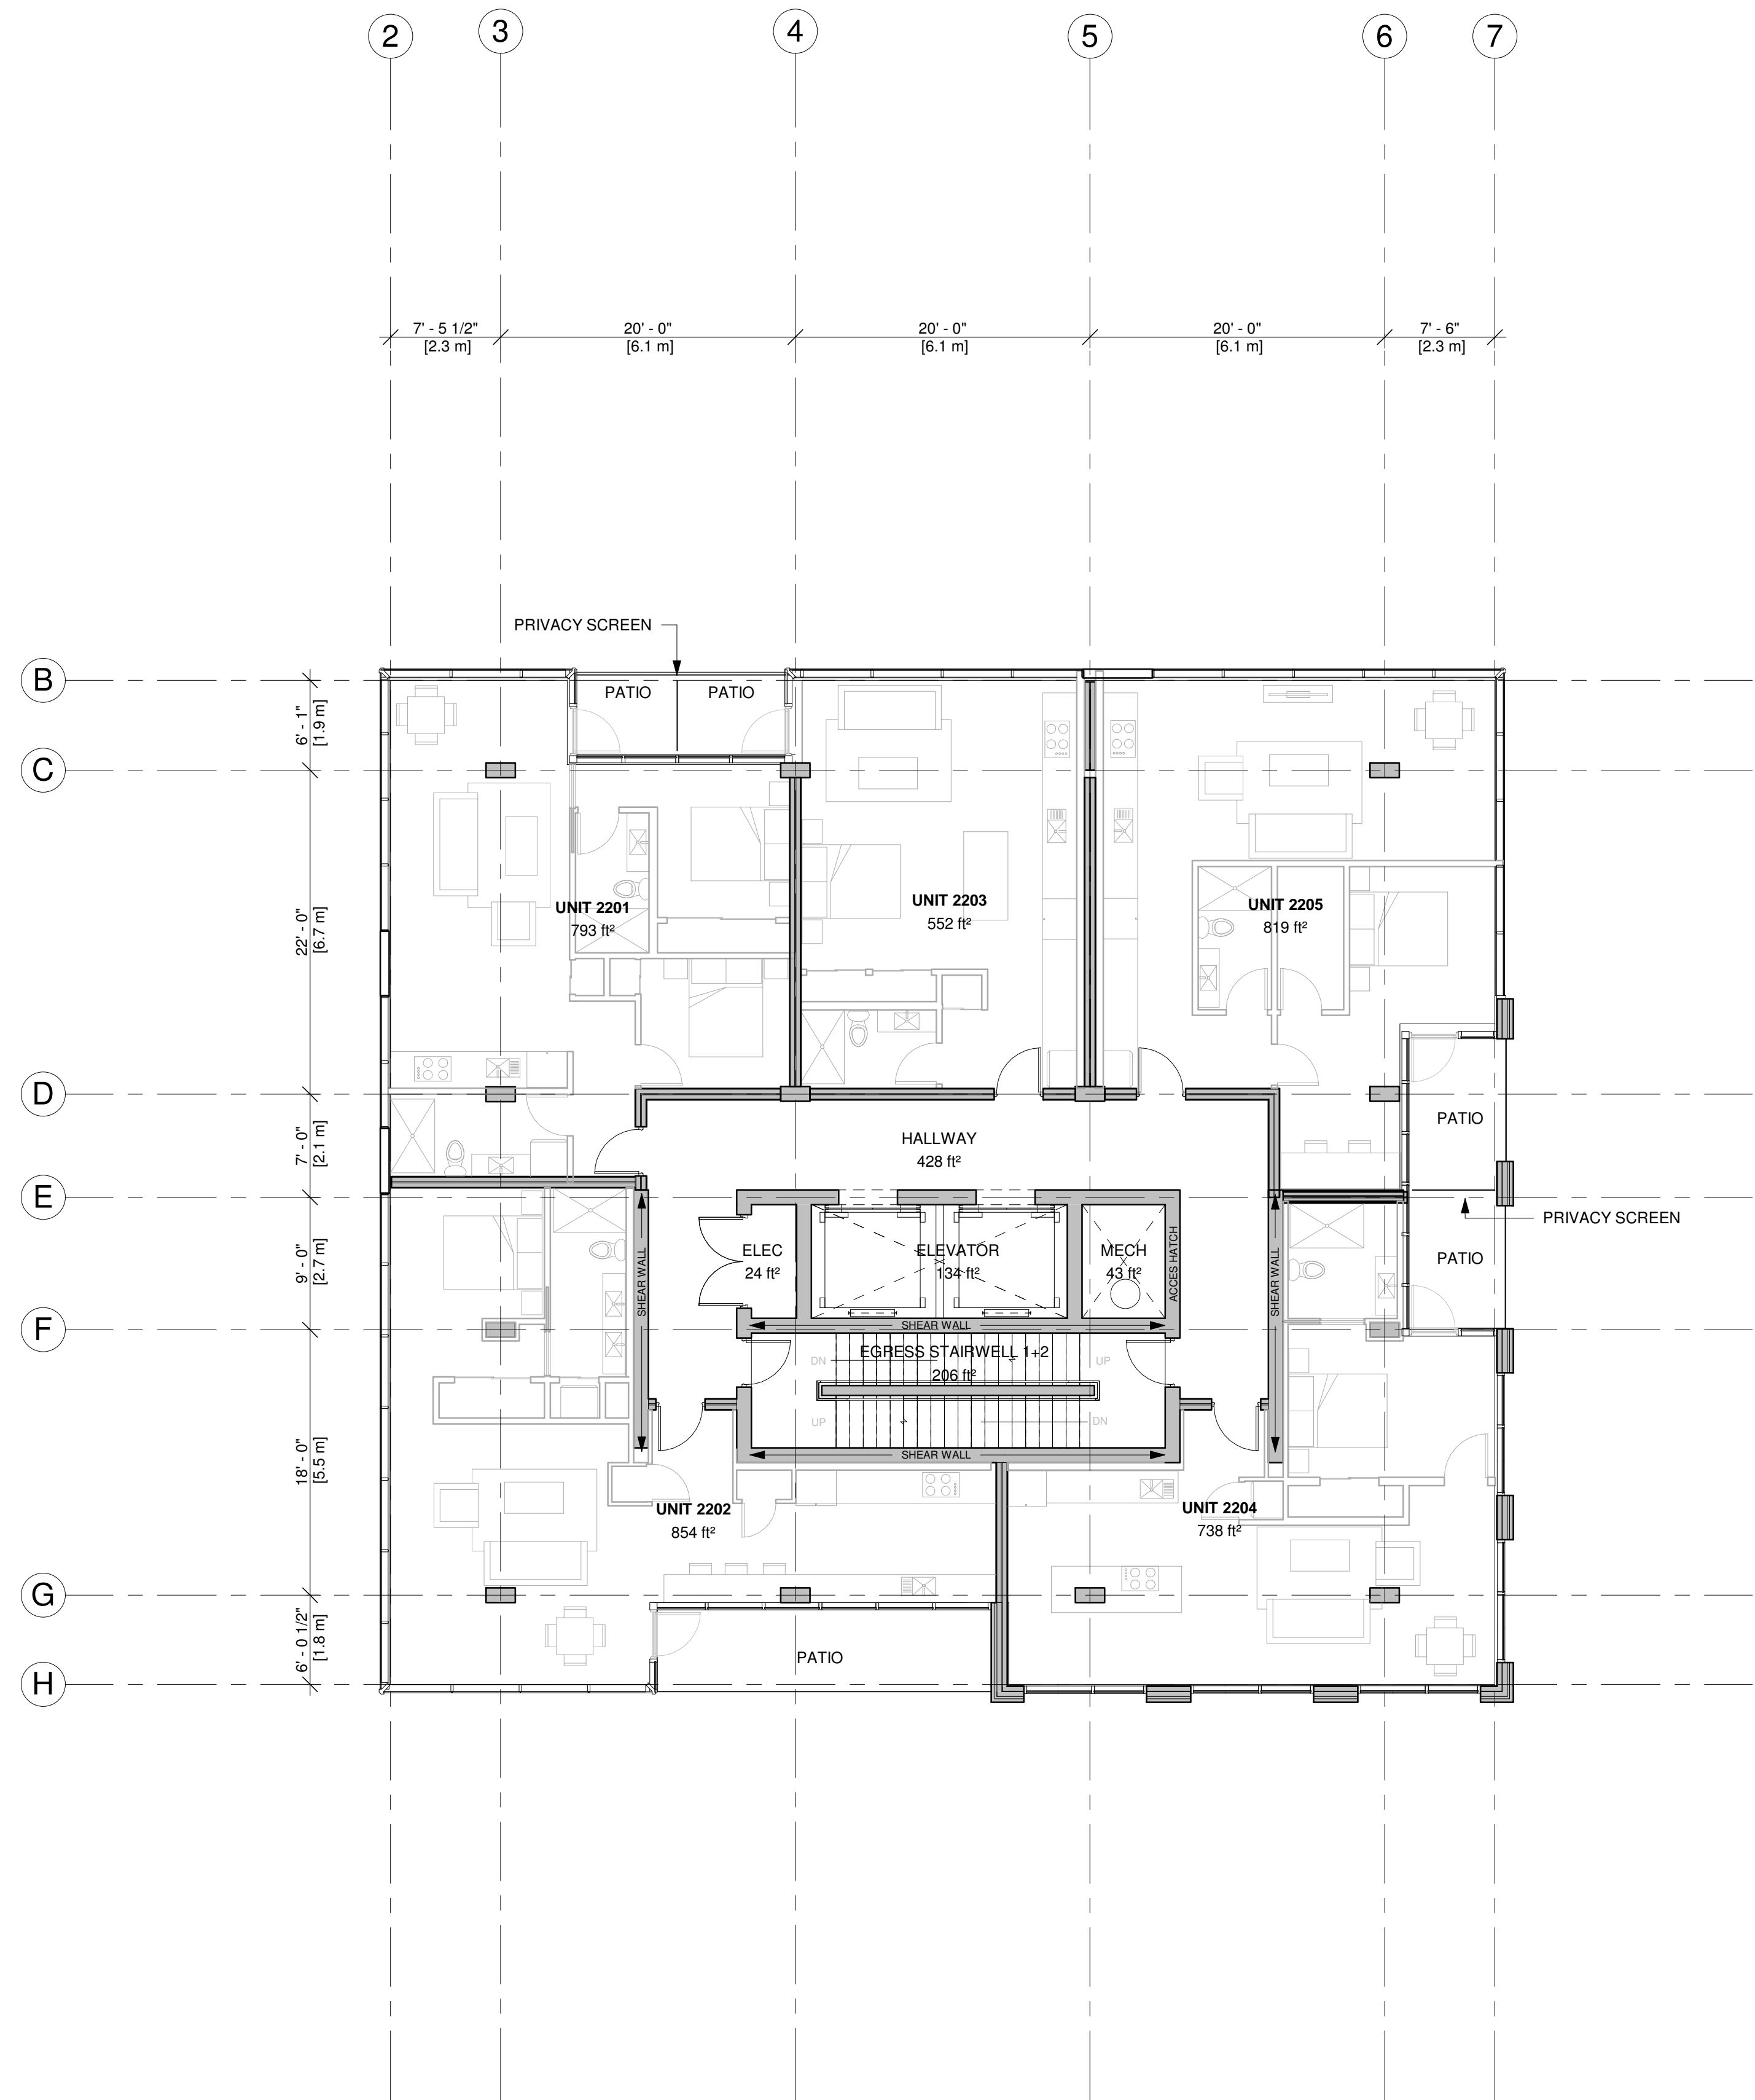 2
3
4
5
6
7
7' - 5 1/2"
[2.3 m]
20' - 0"
[6.1 m]
20' - 0"
[6.1 m]
20' - 0"
[6.1 m]
7' - 6"
[2.3 m]
PRIVACY SCREEN
B
PATIO
PATIO
6' - 1"
[1.9 m]
C
22' - 0"
[6.7 m]
UNIT 2201
793 ft²
UNIT 2203
552 ft²
UNIT 2205
819 ft²
D
7' - 0"
[2.1 m]
HALLWAY
428 ft²
PATIO
E
PRIVACY SCREEN
9' - 0"
[2.7 m]
SHEAR WALL
ELEC
24 ft²
ELEVATOR
134 ft²
MECH
43 ft²
ACCES HATCH
SHEAR WALL
PATIO
F
SHEAR WALL
DN
EGRESS STAIRWELL 1+2
206 ft²
UP
UP
DN
SHEAR WALL
18' - 0"
[5.5 m]
UNIT 2202
854 ft²
UNIT 2204
738 ft²
G
6' - 0 1/2"
[1.8 m]
PATIO
H